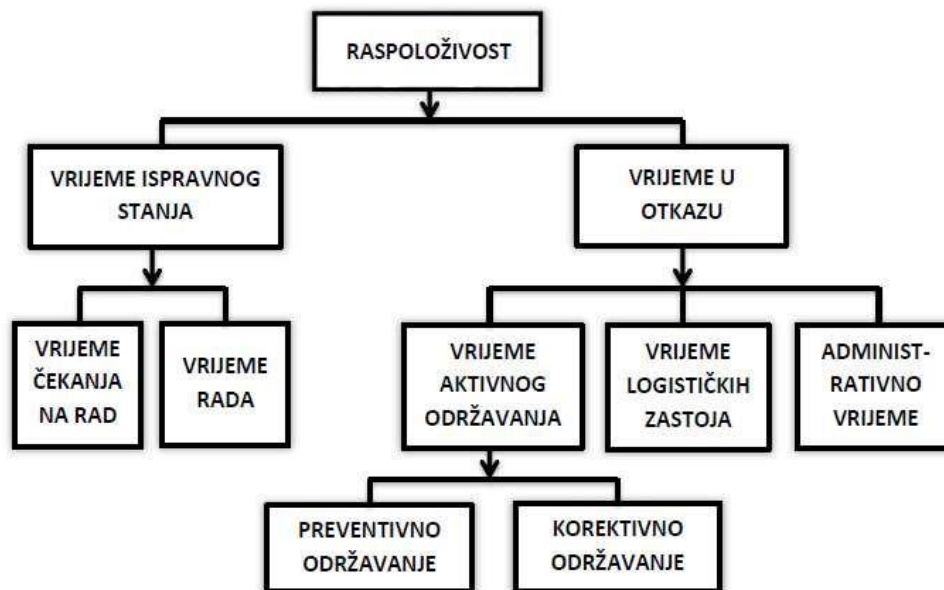 RASPOLOŽIVOST
VRIJEME ISPRAVNOG
STANJA
VRIJEME U
OTKAZU
VRIJEME
ČEKANJA
NA RAD
VRIJEME
RADA
VRIJEME
AKTIVNOG
ODRŽAVANJA
VRIJEME
LOGISTIČKIH
ZASTOJA
ADMINIST-
RATIVNO
VRIJEME
PREVENTIVNO
ODRŽAVANJE
KOREKTIVNO
ODRŽAVANJE